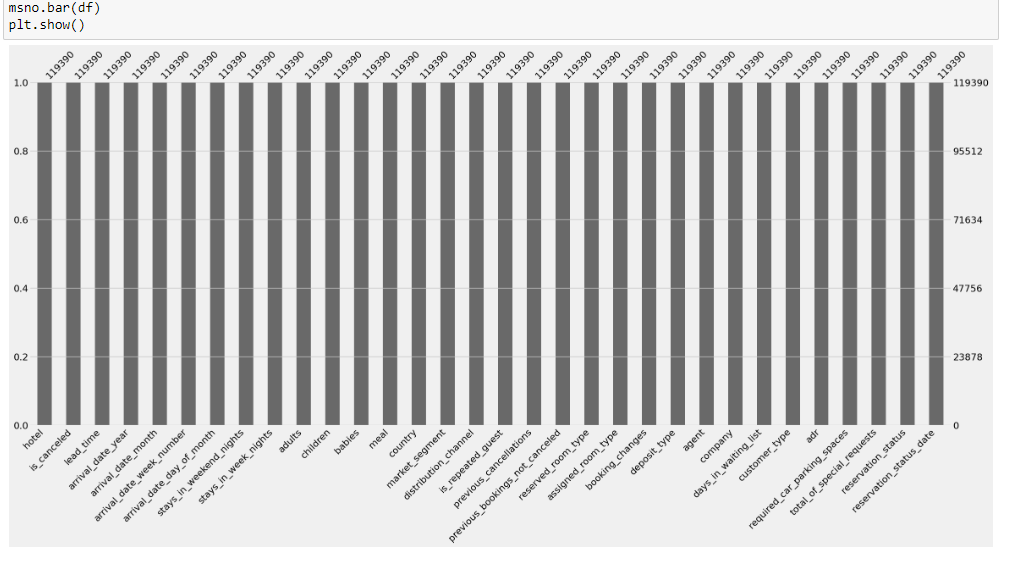 msno.bar(df)
plt.show()
119390 119390 119390 119390 119390 119390 119390 119390 119390 119390 119390 119390 119390 119390 119390 119390 119390 119390 119390 119390 119390 119390 119390 119390 119390 119390 119390 119390 119390 119390 119390 119390
1.0 119390
0.8 95512
0.6 71634
0.4 47756
0.2 23878
0.0 0
hotel
is_canceled
lead_time
arrival_date_year
arrival_date_month
arrival_date_week_number
arrival_date_day_of_month
stays_in_weekend_nights
stays_in_week_nights
adults
children
babies
meal
country
market_segment
distribution_channel
is_repeated_guest
previous_cancellations
previous_bookings_not_canceled
reserved_room_type
assigned_room_type
booking_changes
deposit_type
agent
company
days_in_waiting_list
customer_type
adr
required_car_parking_spaces
total_of_special_requests
reservation_status
reservation_status_date